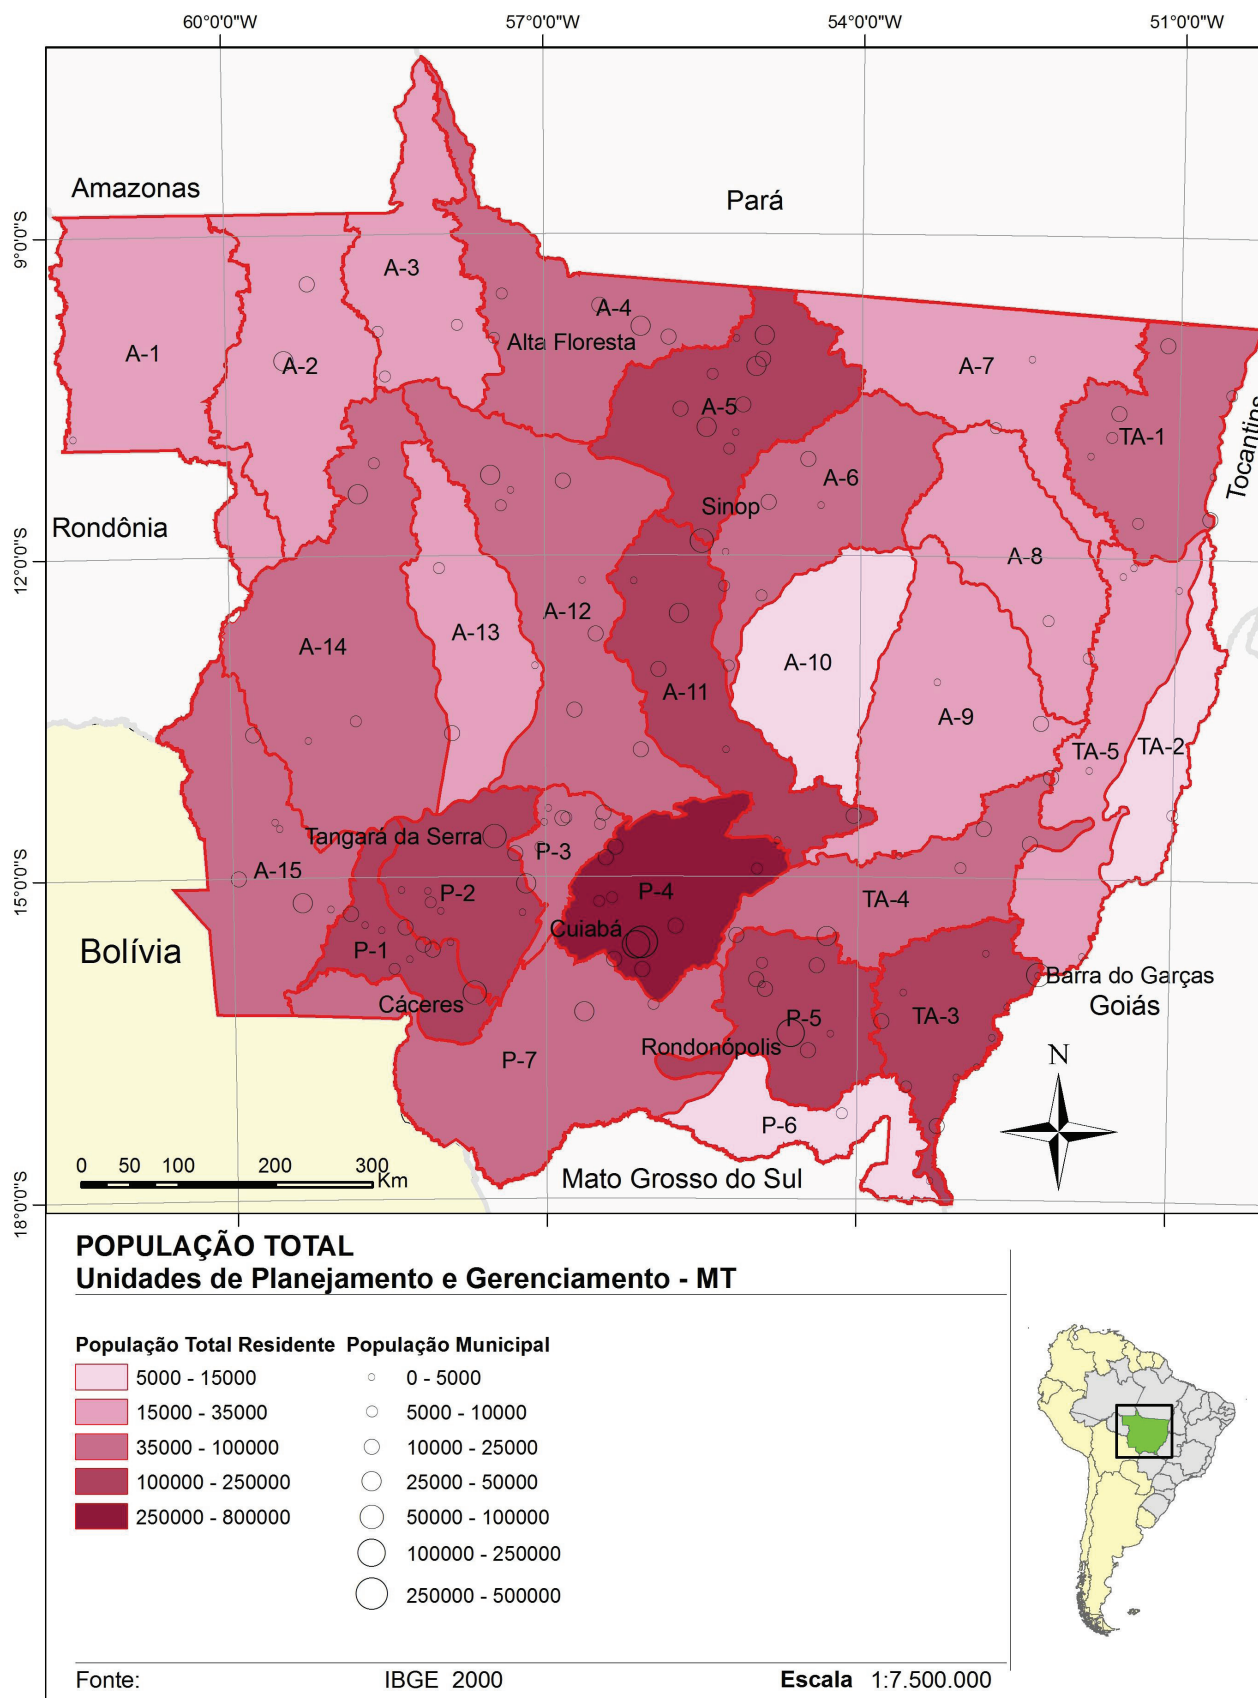 60°0'0"W 57°0'0"W 54°0'0"W 51°0'0"W
9°0'0"S
12°0'0"S
15°0'0"S
18°0'0"S
Amazonas
Pará
A-3
A-4
Alta Floresta
A-1
A-2
A-7
A-5
TA-1
Tocantins
A-6
Sinop
Rondônia
A-8
A-12
A-13
A-14
A-10
A-11
A-9
TA-5
TA-2
Tangará da Serra
P-3
A-15
P-2
P-4
TA-4
Cuiabá
Bolívia
P-1
Barra do Garças
Cáceres
Goiás
P-5
TA-3
Rondonópolis
P-7
N
P-6
Mato Grosso do Sul
0 50 100 200 300
Km
POPULAÇÃO TOTAL
Unidades de Planejamento e Gerenciamento - MT
População Total Residente População Municipal
5000 - 15000 0 - 5000
15000 - 35000 5000 - 10000
35000 - 100000 10000 - 25000
100000 - 250000 25000 - 50000
250000 - 800000 50000 - 100000
100000 - 250000
250000 - 500000
Fonte: IBGE 2000 Escala 1:7.500.000